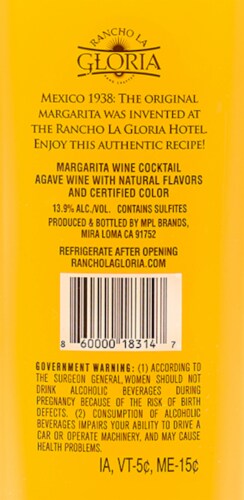 RANCHO LA
GLORIA
MEXICO 1938: THE ORIGINAL
MARGARITA WAS INVENTED AT
THE RANCHO LA GLORIA HOTEL.
ENJOY THIS AUTHENTIC RECIPE!
MARGARITA WINE COCKTAIL
AGAVE WINE WITH NATURAL FLAVORS
AND CERTIFIED COLOR
13.9% ALC./VOL. CONTAINS SULFITES
PRODUCED & BOTTLED BY MPL BRANDS,
MIRA LOMA CA 91752
REFRIGERATE AFTER OPENING
RANCHOLAGLORIA.COM
8 60000 18314 7
GOVERNMENT WARNING: (1) ACCORDING TO
THE SURGEON GENERAL, WOMEN SHOULD NOT
DRINK ALCOHOLIC BEVERAGES DURING
PREGNANCY BECAUSE OF THE RISK OF BIRTH
DEFECTS. (2) CONSUMPTION OF ALCOHOLIC
BEVERAGES IMPAIRS YOUR ABILITY TO DRIVE A
CAR OR OPERATE MACHINERY, AND MAY CAUSE
HEALTH PROBLEMS
IA, VT-5¢, ME-15¢